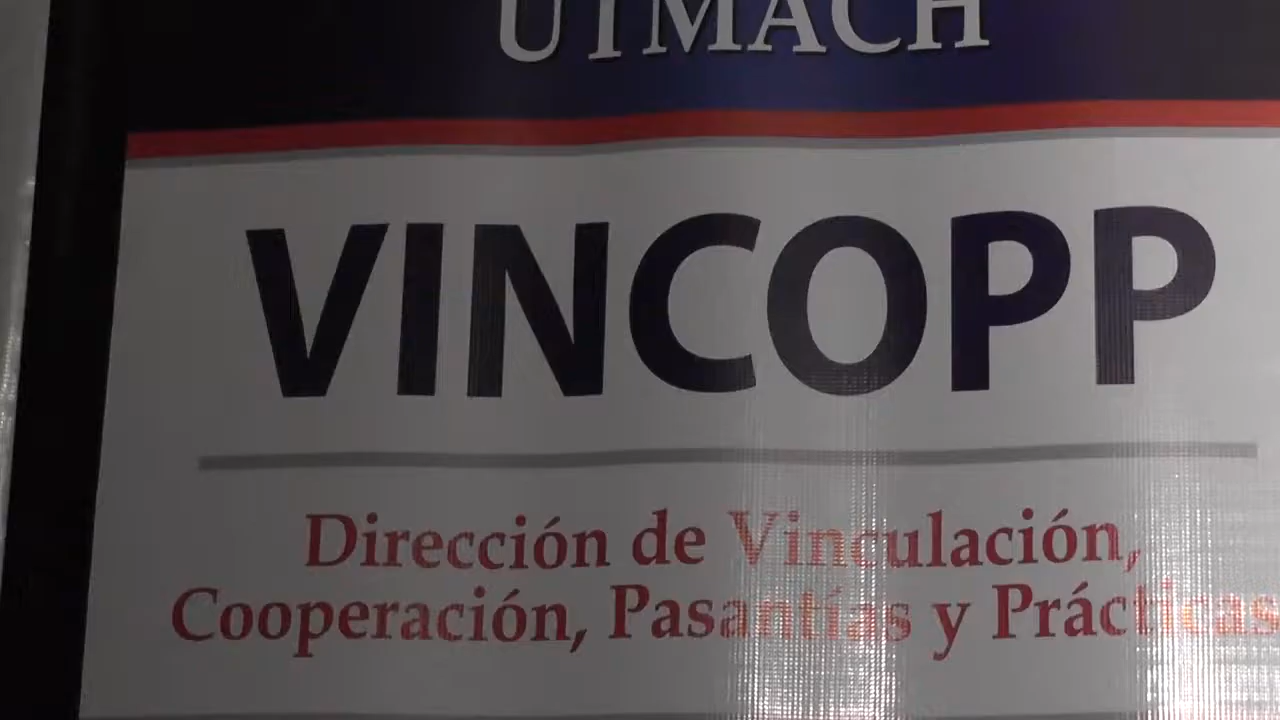 UTMACH
VINCOPP
Dirección de Vinculación,
Cooperación, Pasantías y Prácticas